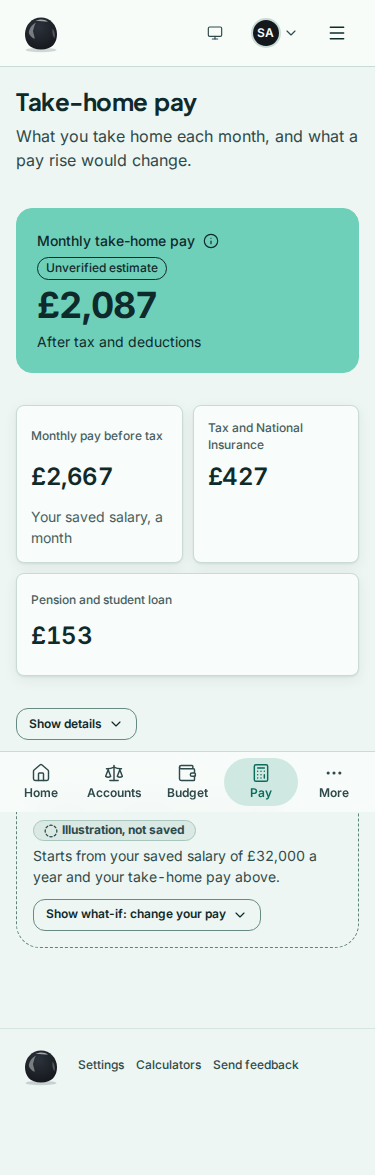 SA
Take-home pay
What you take home each month, and what a
pay rise would change.
Monthly take-home pay
Unverified estimate
£2,087
After tax and deductions
Monthly pay before tax
£2,667
Your saved salary, a
month
Tax and National
Insurance
£427
Pension and student loan
£153
Show details
Home
Accounts
Budget
Pay
More
Illustration, not saved
Starts from your saved salary of £32,000 a
year and your take-home pay above.
Show what-if: change your pay
Settings
Calculators
Send feedback